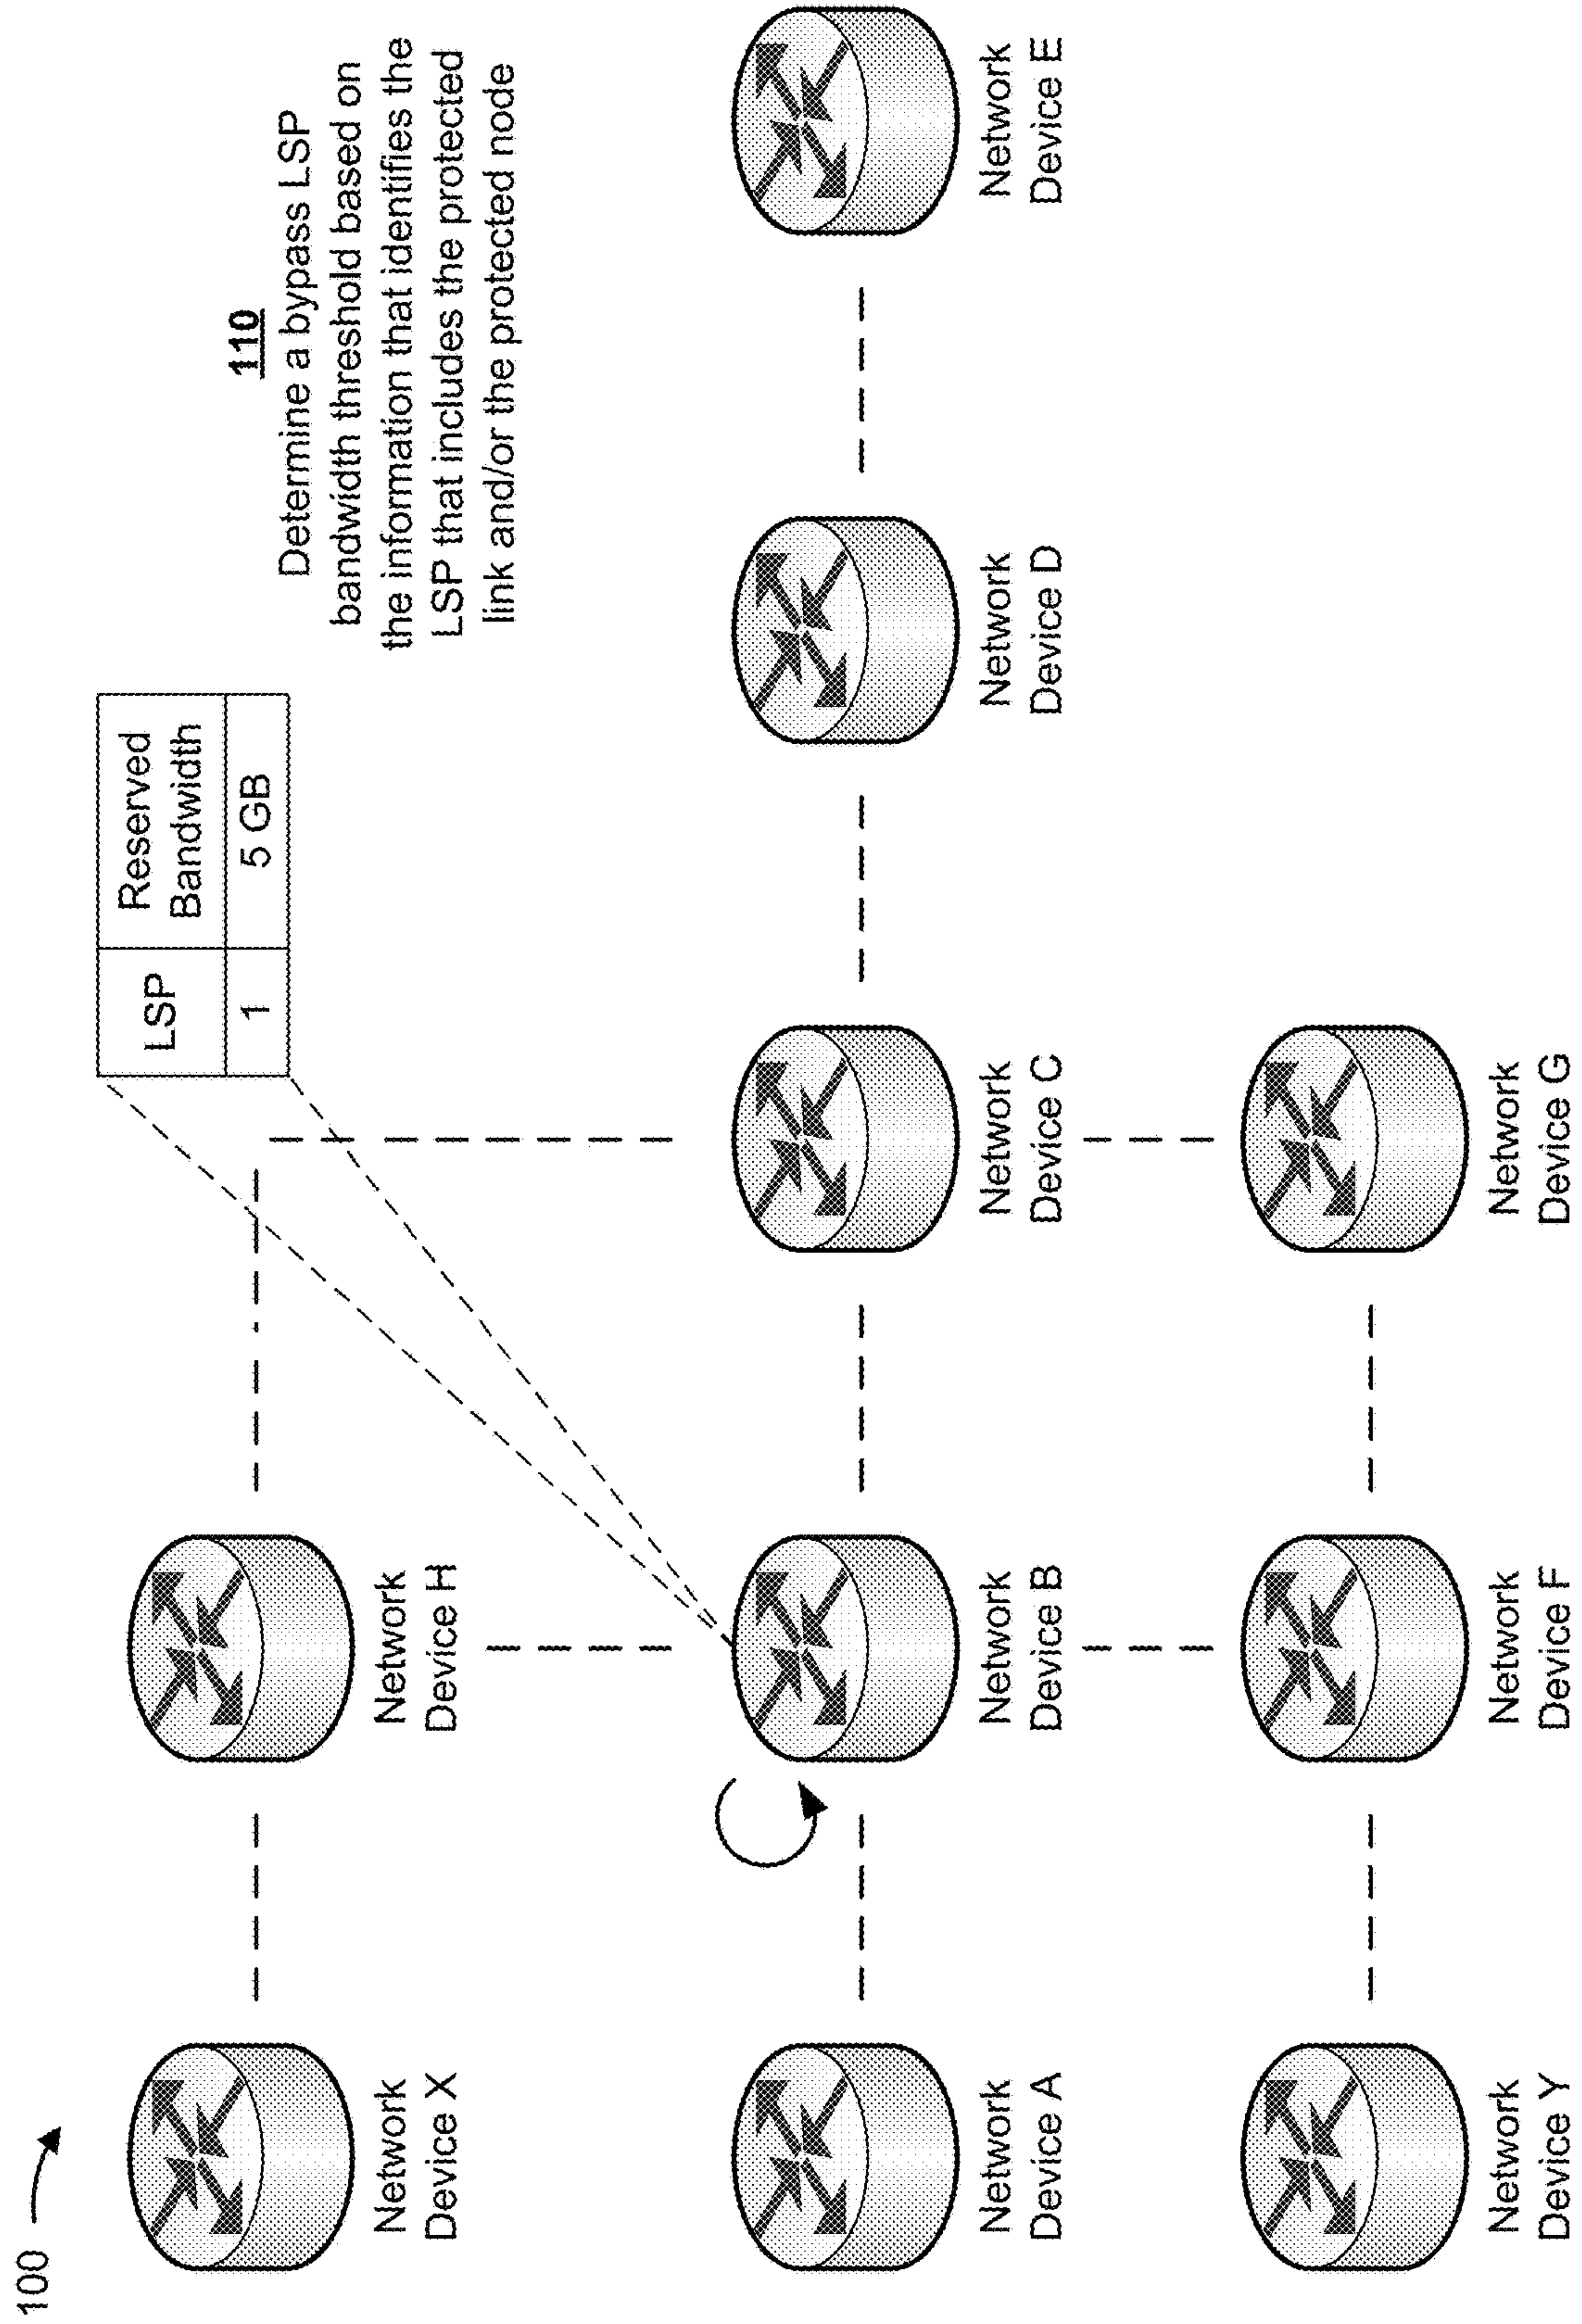 100
LSP
Reserved
Bandwidth
1
5 GB
110
Determine a bypass LSP
bandwidth threshold based on
the information that identifies the
LSP that includes the protected
link and/or the protected node
Network
Device X
Network
Device H
Network
Device A
Network
Device B
Network
Device C
Network
Device D
Network
Device E
Network
Device Y
Network
Device F
Network
Device G